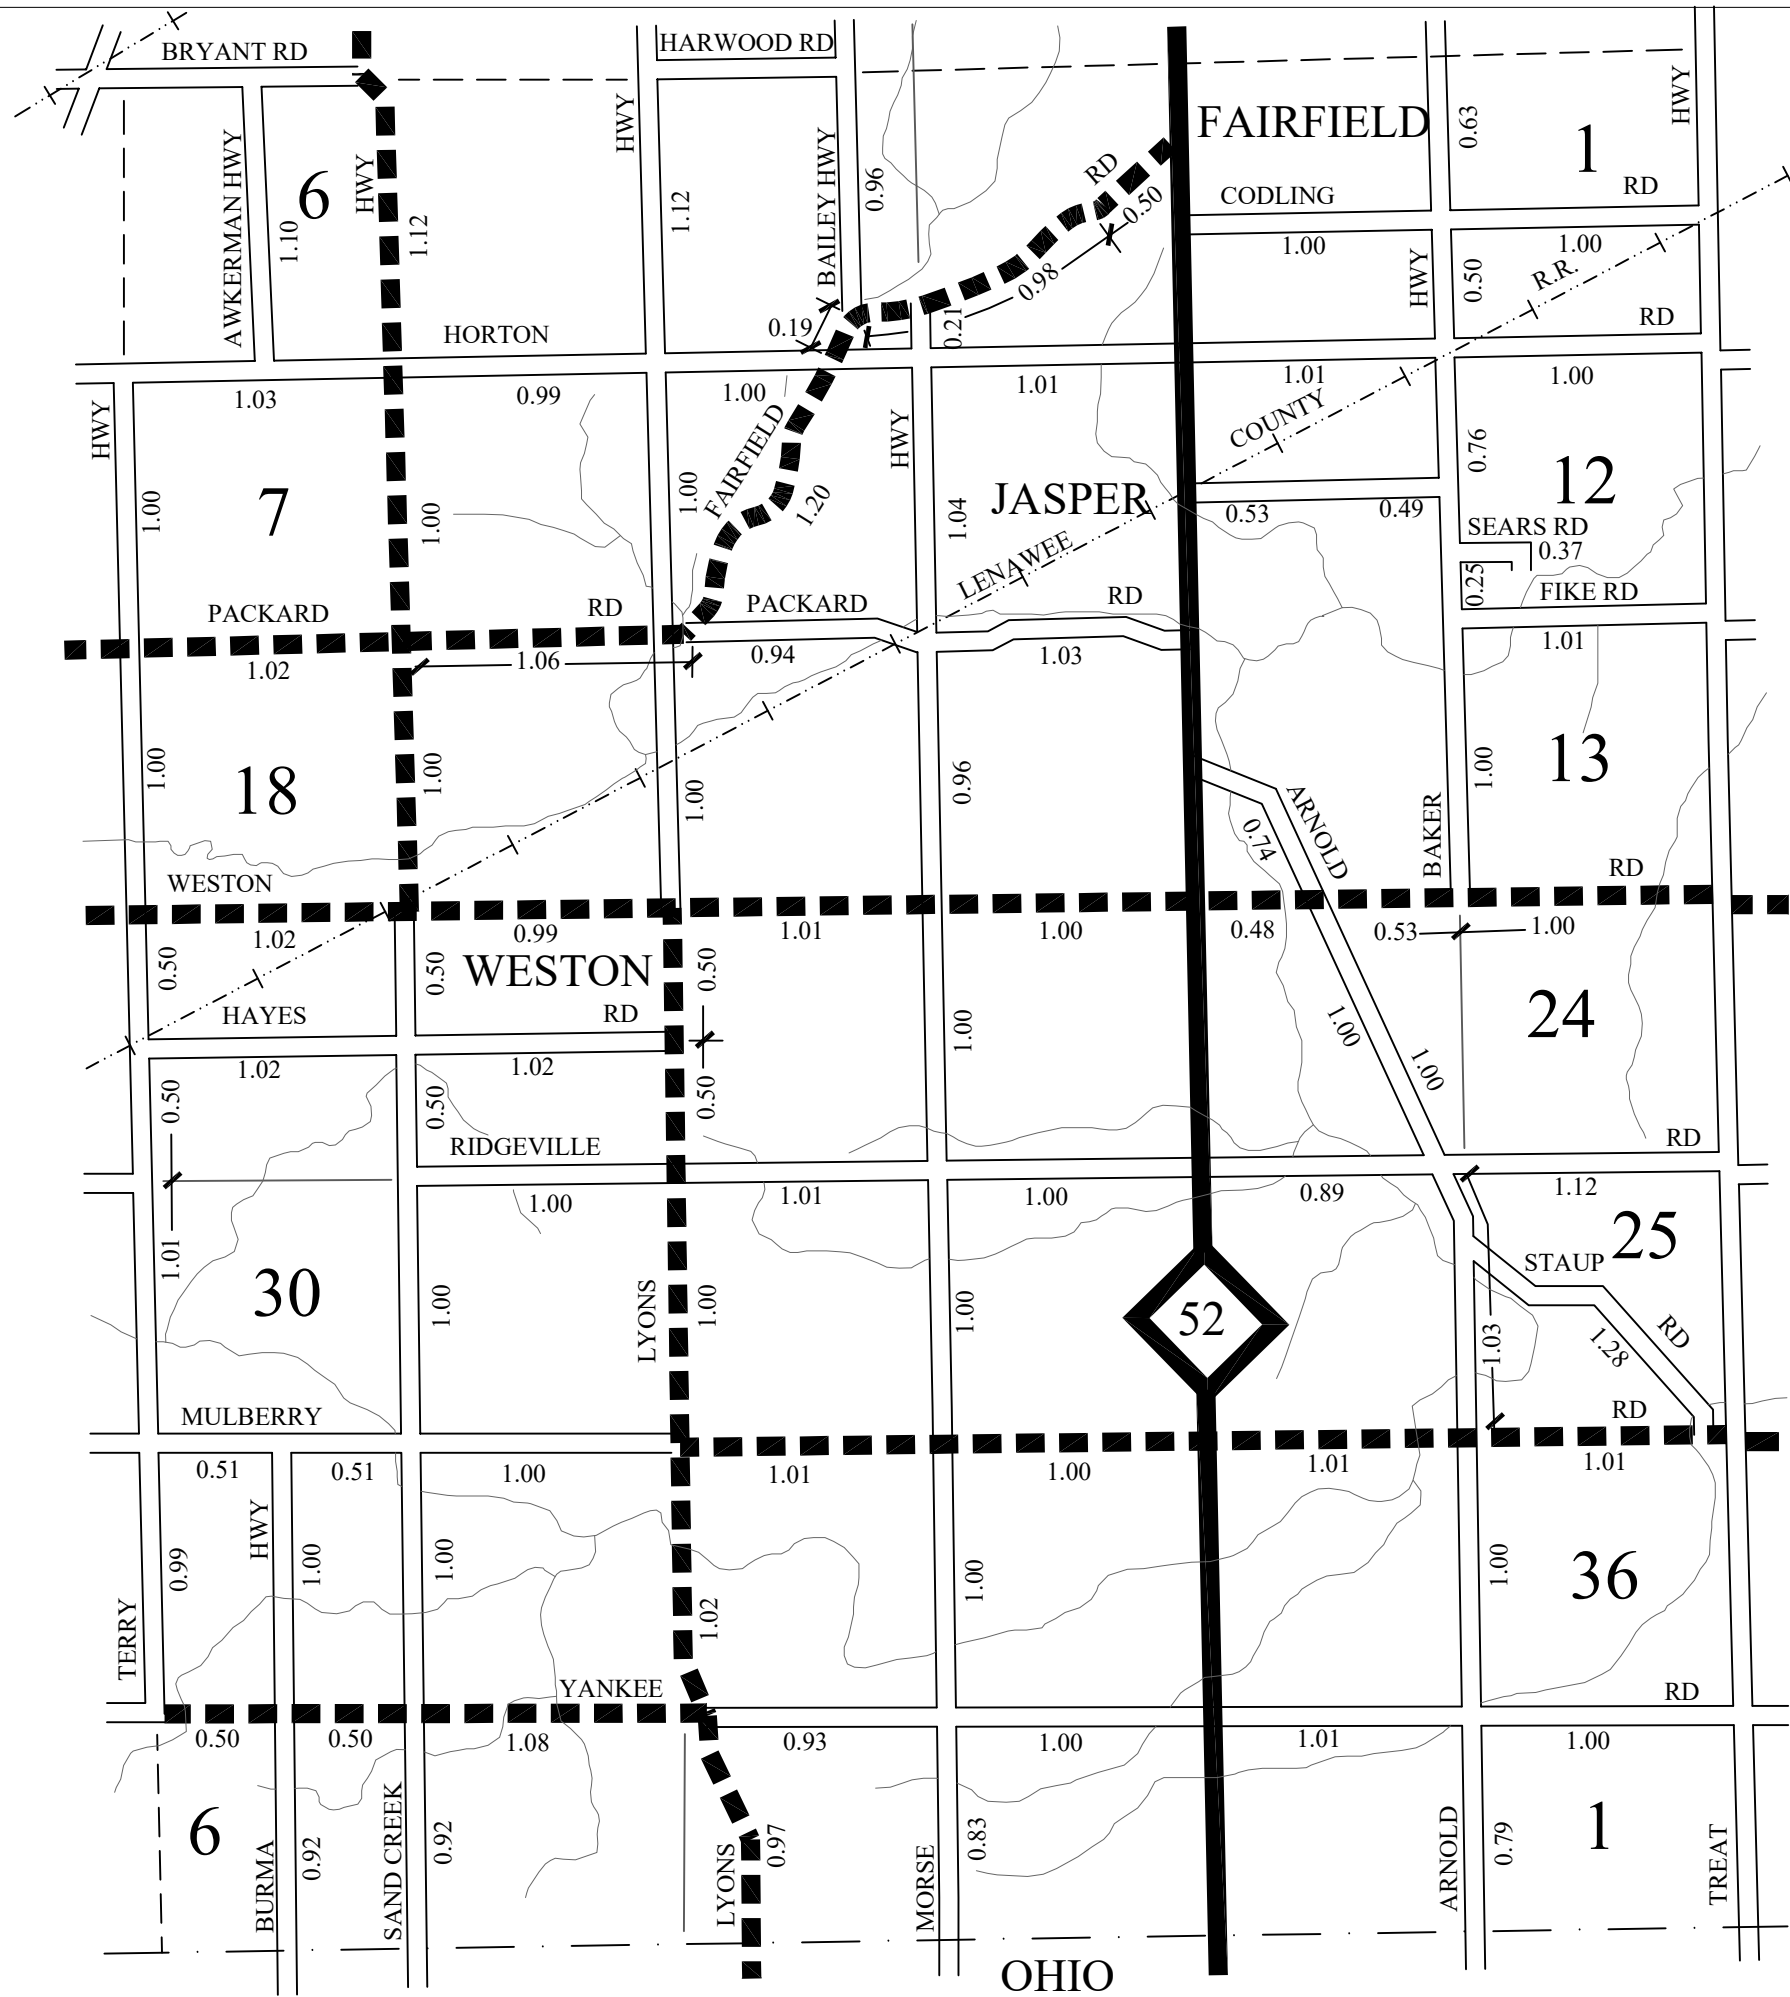 HARWOOD RD
BRYANT RD
HWY
HWY
FAIRFIELD
0.63
1
AWKERMAN HWY
6
HWY
1.12
1.10
1.12
BAILEY HWY
0.96
RD
0.50
CODLING
RD
1.00
1.00
HWY
0.50
R.R.
0.98
0.19
0.21
HORTON
RD
1.03
0.99
1.00
1.01
1.01
1.00
HWY
HWY
COUNTY
0.76
12
7
1.00
1.00
1.00
FAIRFIELD
1.20
1.04
JASPER
0.53
0.49
SEARS RD
0.37
LENAWEE
0.25
FIKE RD
PACKARD
RD
PACKARD
RD
1.02
1.06
0.94
1.03
1.01
18
1.00
1.00
1.00
0.96
0.74
ARNOLD
BAKER
1.00
13
WESTON
RD
1.02
0.99
1.01
1.00
0.48
0.53
1.00
0.50
0.50
WESTON
0.50
24
HAYES
RD
1.00
1.00
1.00
1.02
1.02
0.50
0.50
0.50
RIDGEVILLE
RD
1.00
1.01
1.00
0.89
1.12
1.01
25
STAUP
RD
30
1.00
LYONS
1.00
1.00
52
1.03
1.28
MULBERRY
RD
0.51
0.51
1.00
1.01
1.00
1.01
1.01
0.99
HWY
1.00
1.00
1.02
1.00
1.00
36
TERRY
YANKEE
RD
0.50
0.50
1.08
0.93
1.00
1.01
1.00
6
BURMA
0.92
SAND CREEK
0.92
LYONS
0.97
MORSE
0.83
ARNOLD
0.79
1
TREAT
OHIO